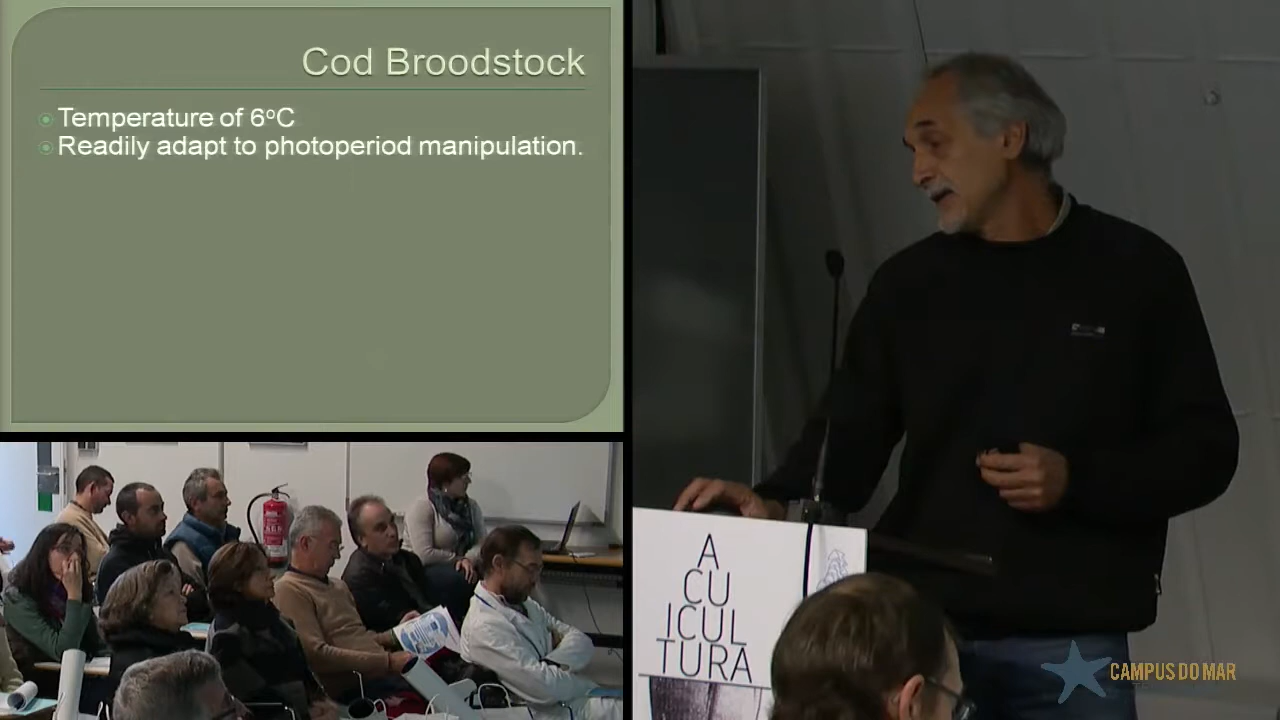 Cod Broodstock
Temperature of 6ºC
Readily adapt to photoperiod manipulation.
A
CU
ICUL
TURA
CAMPUS DO MAR